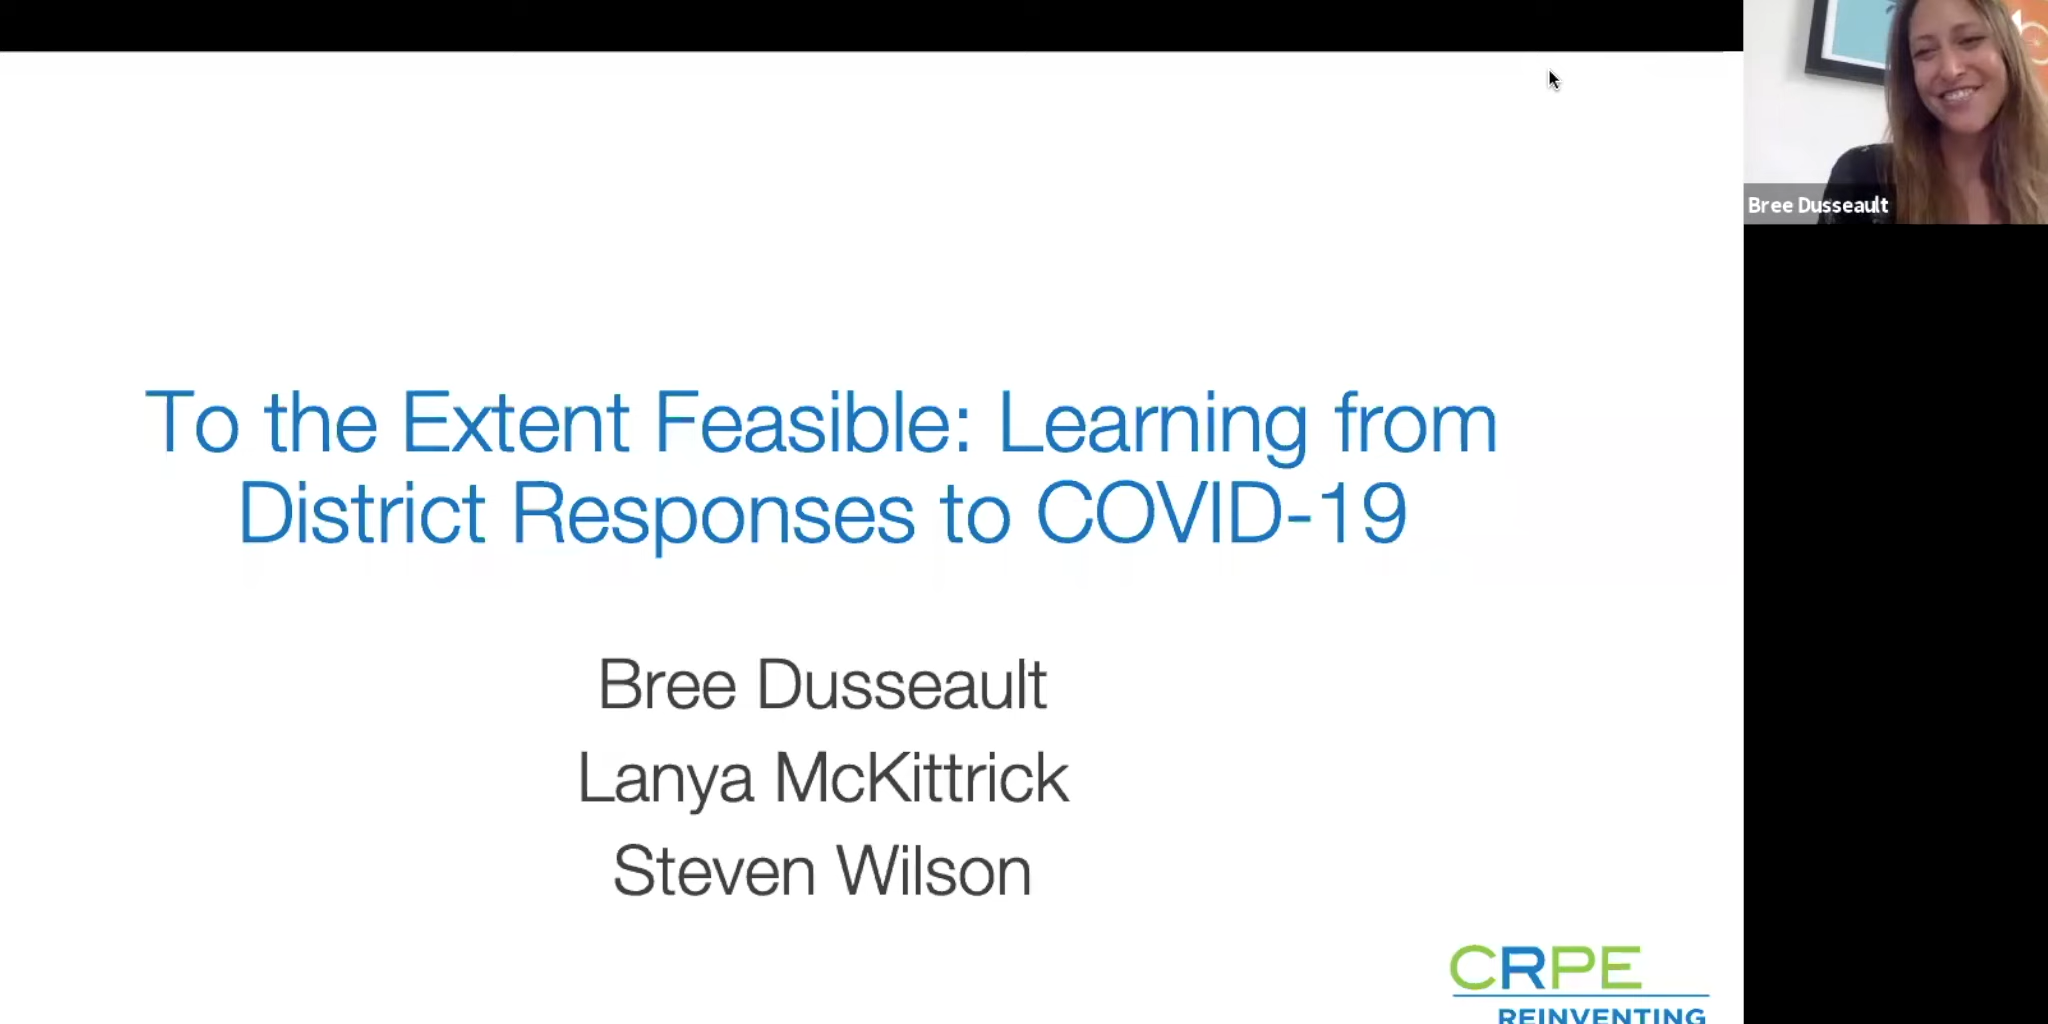 To the Extent Feasible: Learning from
District Responses to COVID-19
Bree Dusseault
Lanya McKittrick
Steven Wilson
CRPE
REINVENTING
Bree Dusseault